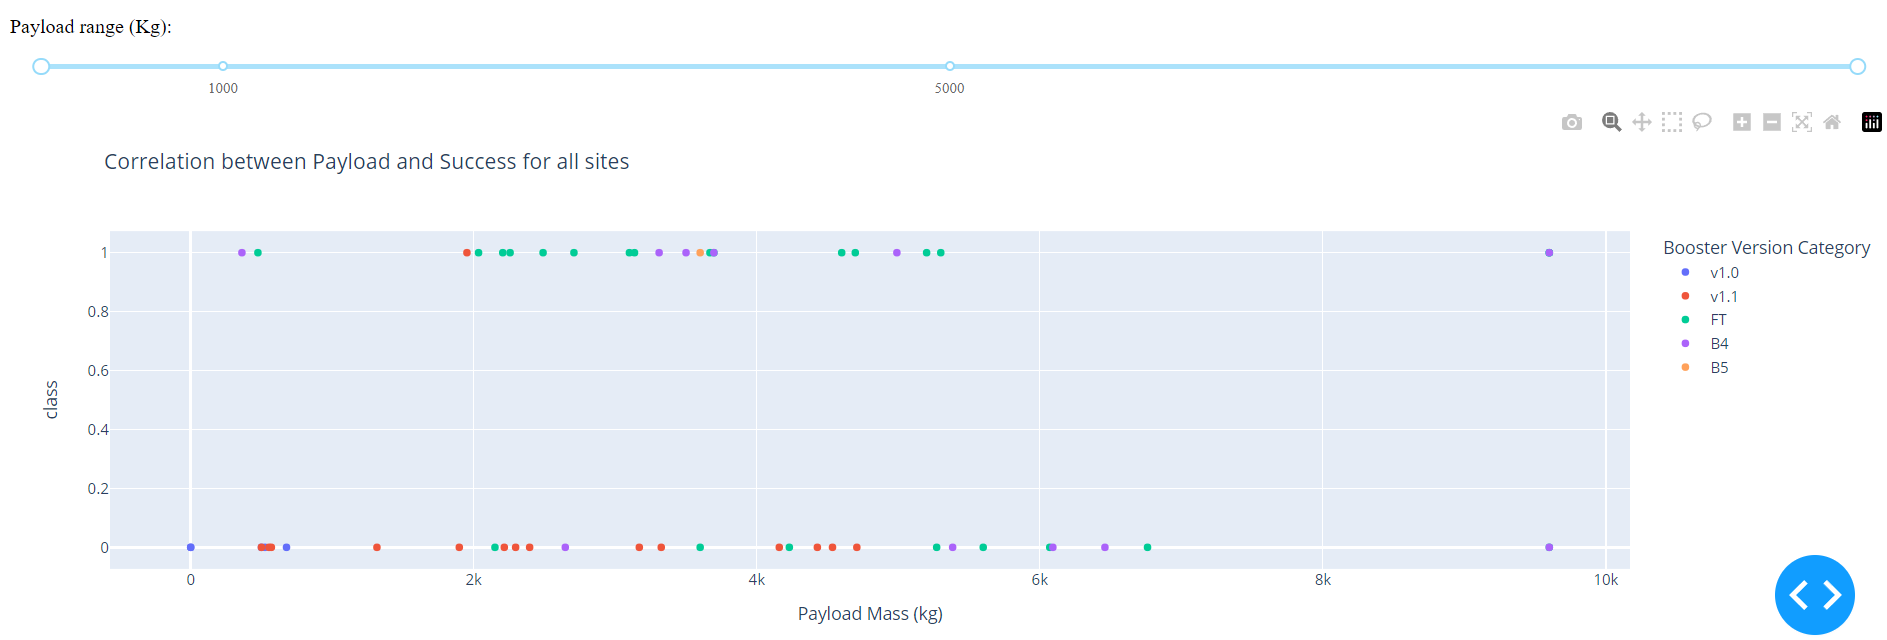 Payload range (Kg):
1000
5000
Correlation between Payload and Success for all sites
1
0.8
0.6
0.4
0.2
0
class
0
2k
4k
6k
8k
10k
Payload Mass (kg)
Booster Version Category
v1.0
v1.1
FT
B4
B5